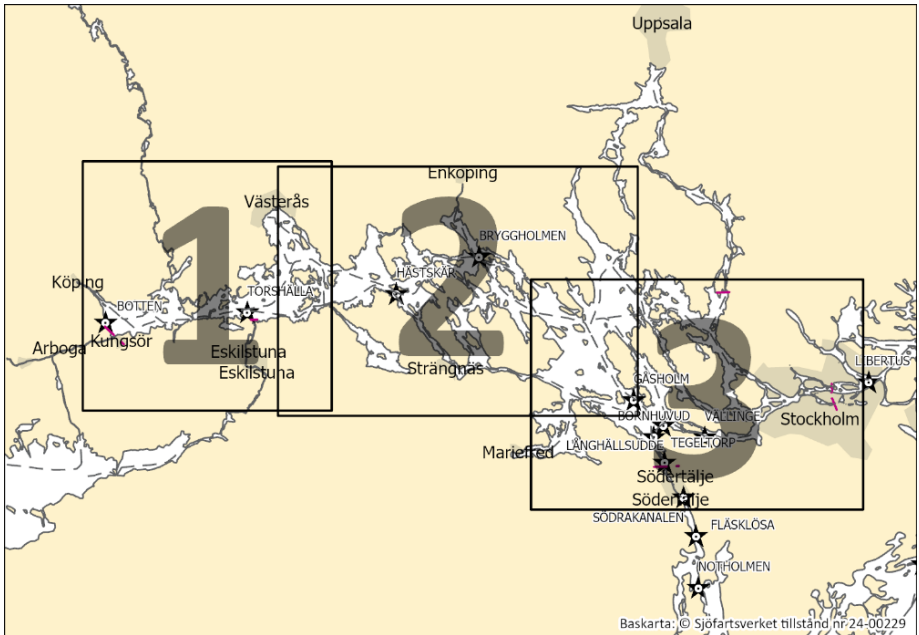 Uppsala
Enköping
Västerås
1
2
BRYGGHOLMEN
HÄSTSKÄR
Köping
BOTTEN
TORSHÄLLA
Kungsör
Arboga
Eskilstuna
Eskilstuna
Strängnäs
3
LIBERTUS
GÅSHOLM
BORNHUVUD
VÄLLINGE
Stockholm
LÅNGHÄLLSUDDE
TEGELTORP
Mariefred
Södertälje
Södertälje
SÖDRAKANALEN
FLÄSKLÖSA
NOTHOLMEN
Baskarta: © Sjöfartsverket tillstånd nr 24-00229